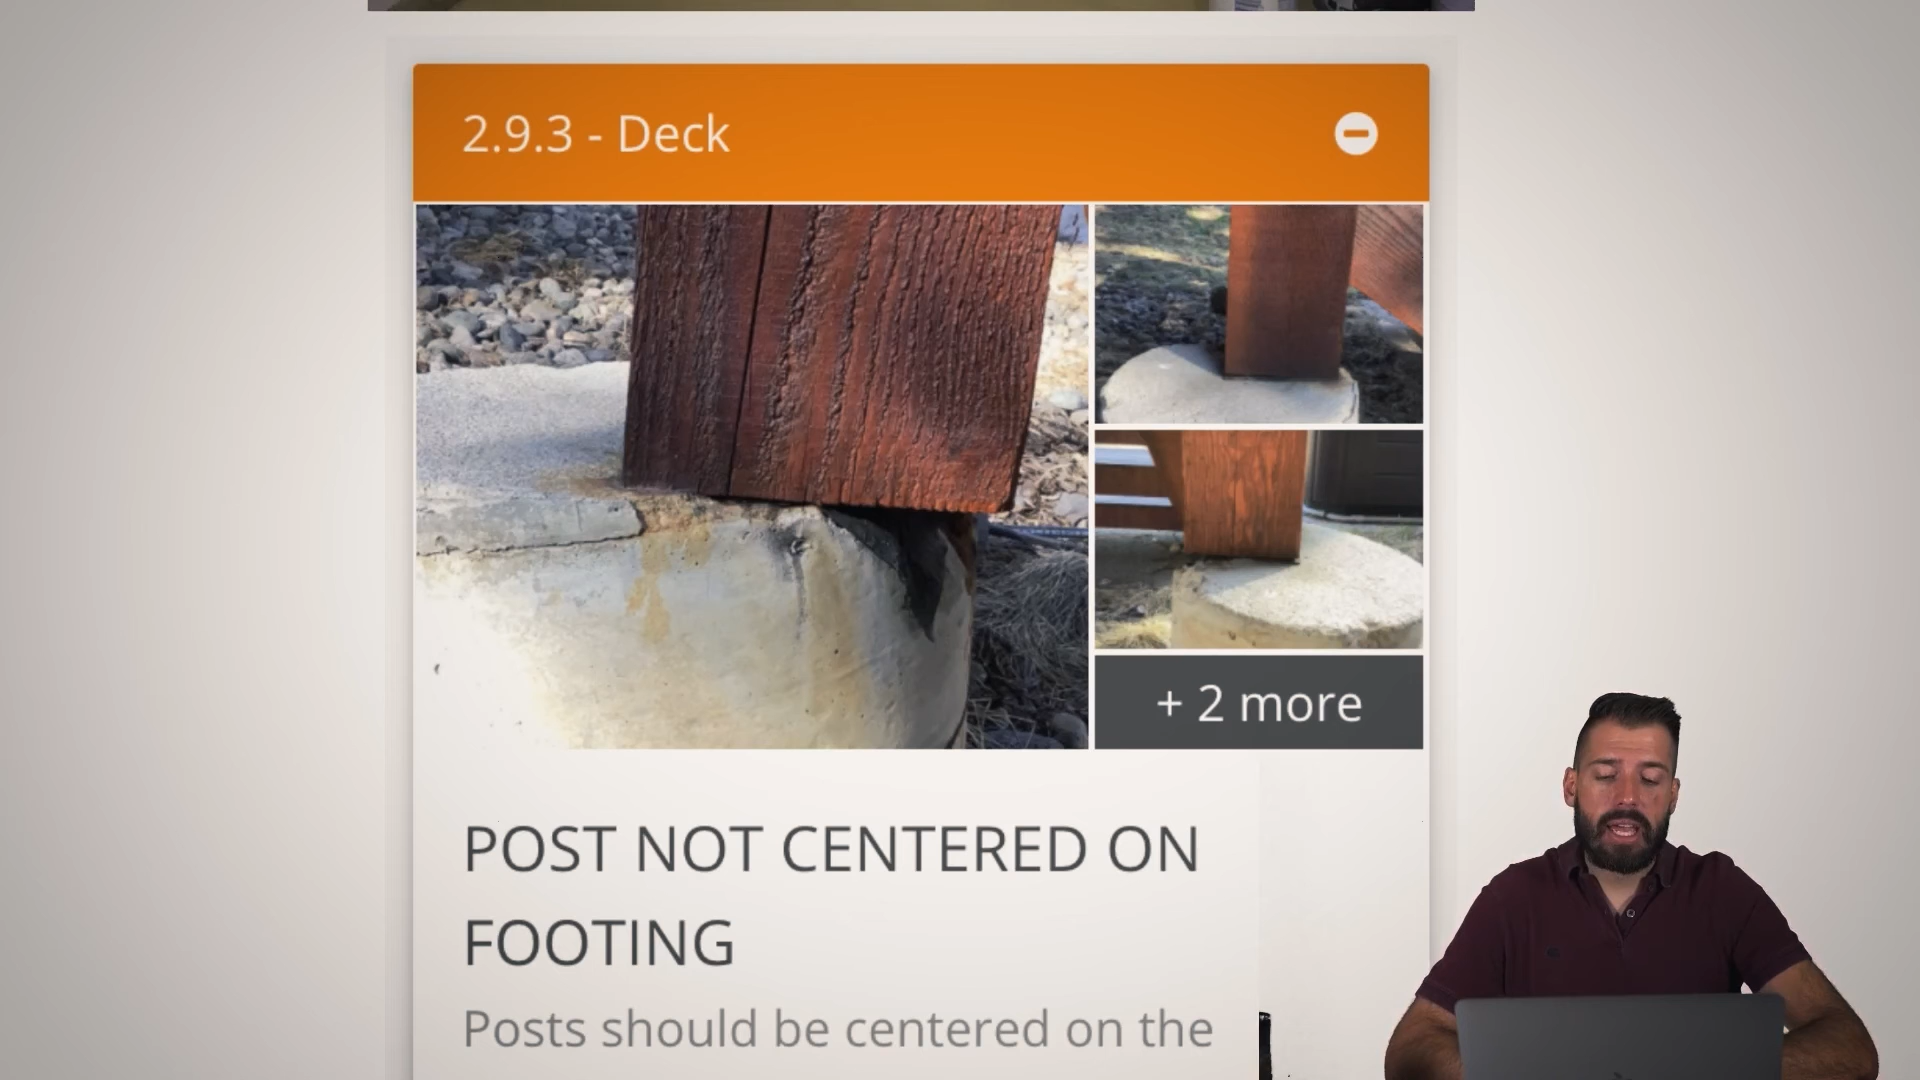 2.9.3 - Deck
+ 2 more
POST NOT CENTERED ON
FOOTING
Posts should be centered on the